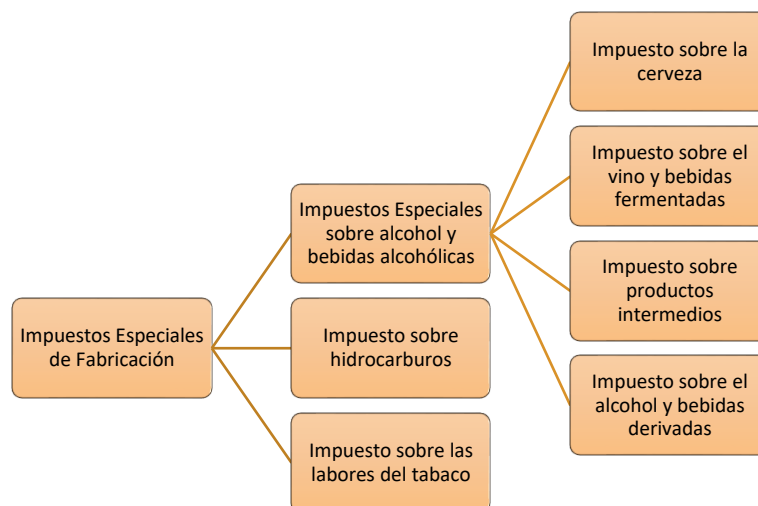 Impuestos Especiales
de Fabricación
Impuestos Especiales
sobre alcohol y
bebidas alcohólicas
Impuesto sobre la
cerveza
Impuesto sobre el
vino y bebidas
fermentadas
Impuesto sobre
productos
intermedios
Impuesto sobre el
alcohol y bebidas
derivadas
Impuesto sobre
hidrocarburos
Impuesto sobre las
labores del tabaco